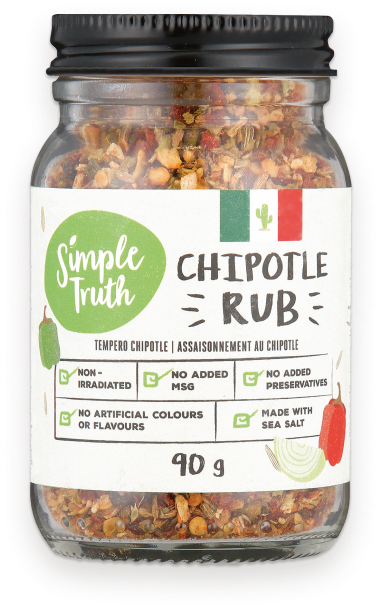 Simple
Truth
CHIPOTLE
RUB
TEMPERO CHIPOTLE | ASSAISONNEMENT AU CHIPOTLE
NON-
IRRADIATED
NO ADDED
MSG
NO ADDED
PRESERVATIVES
NO ARTIFICIAL COLOURS
OR FLAVOURS
MADE WITH
SEA SALT
90 g